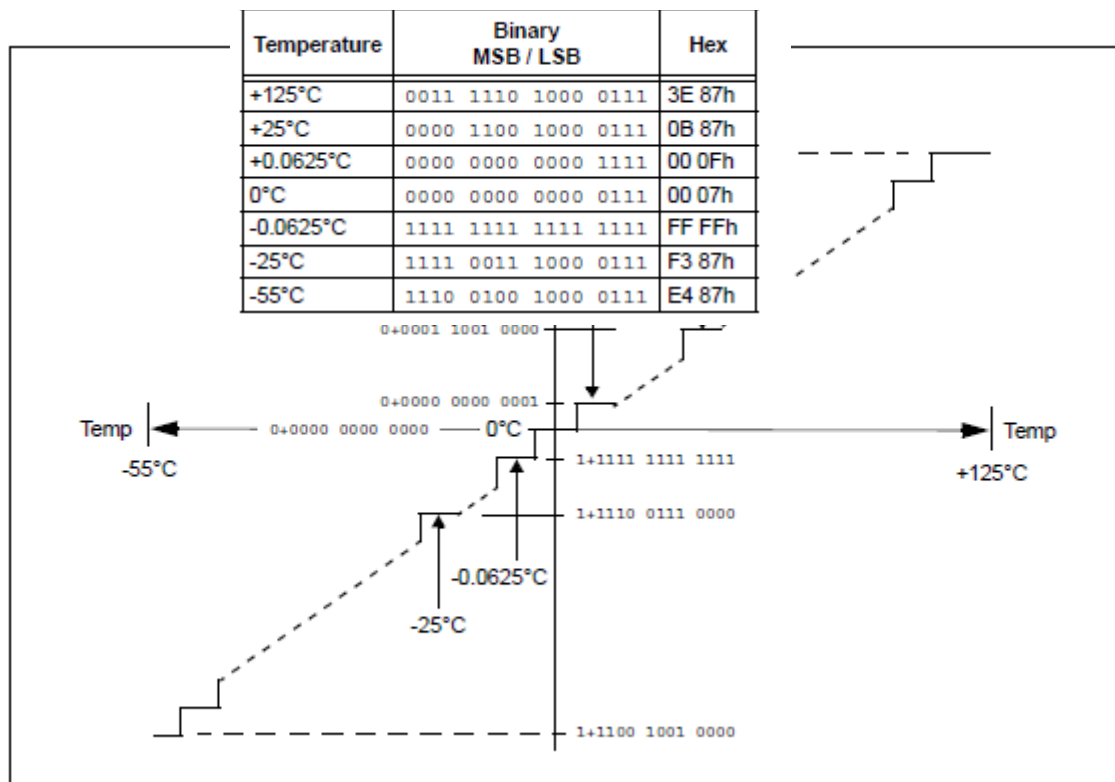 Temperature Binary MSB / LSB Hex
+125°C 0011 1110 1000 0111 3E 87h
+25°C 0000 1100 1000 0111 0B 87h
+0.0625°C 0000 0000 0000 1111 00 0Fh
0°C 0000 0000 0000 0111 00 07h
-0.0625°C 1111 1111 1111 1111 FF FFh
-25°C 1111 0011 1000 0111 F3 87h
-55°C 1110 0100 1000 0111 E4 87h
0+0001 1001 0000
0+0000 0000 0001
Temp 0+0000 0000 0000 0°C Temp
-55°C 1+1111 1111 1111 +125°C
1+1110 0111 0000
-0.0625°C
-25°C
1+1100 1001 0000